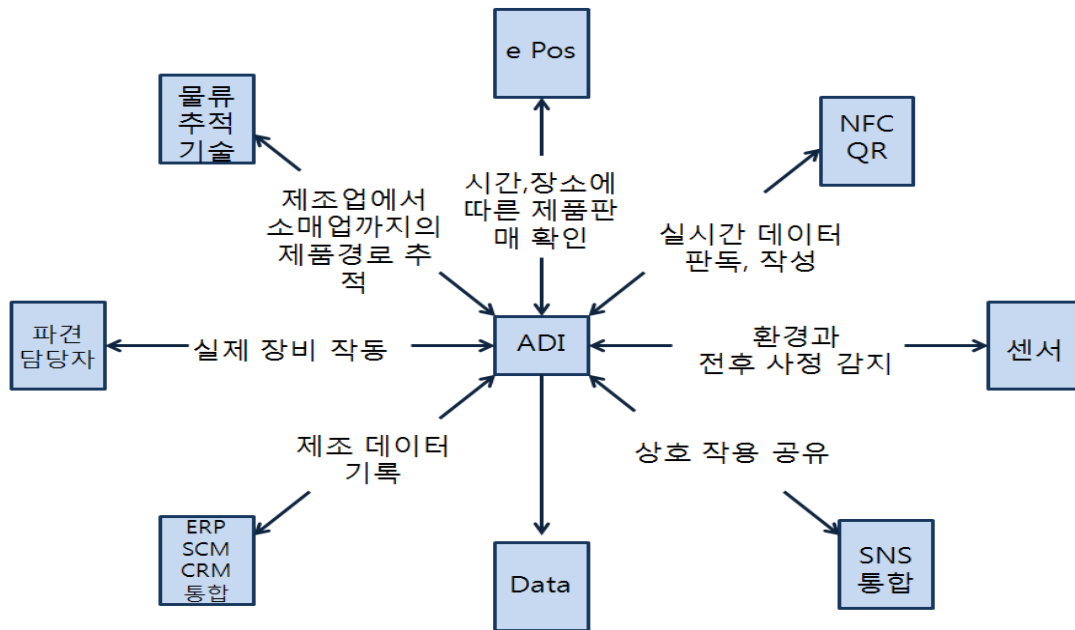 e Pos
물류
추적
기술
NFC
QR
시간,장소에
따른 제품판
매 확인
제조업에서
소매업까지의
제품경로 추
적
실시간 데이터
판독, 작성
파견
담당자
실제 장비 작동
ADI
환경과
전후 사정 감지
센서
제조 데이터
기록
상호 작용 공유
ERP
SCM
CRM
통합
Data
SNS
통합